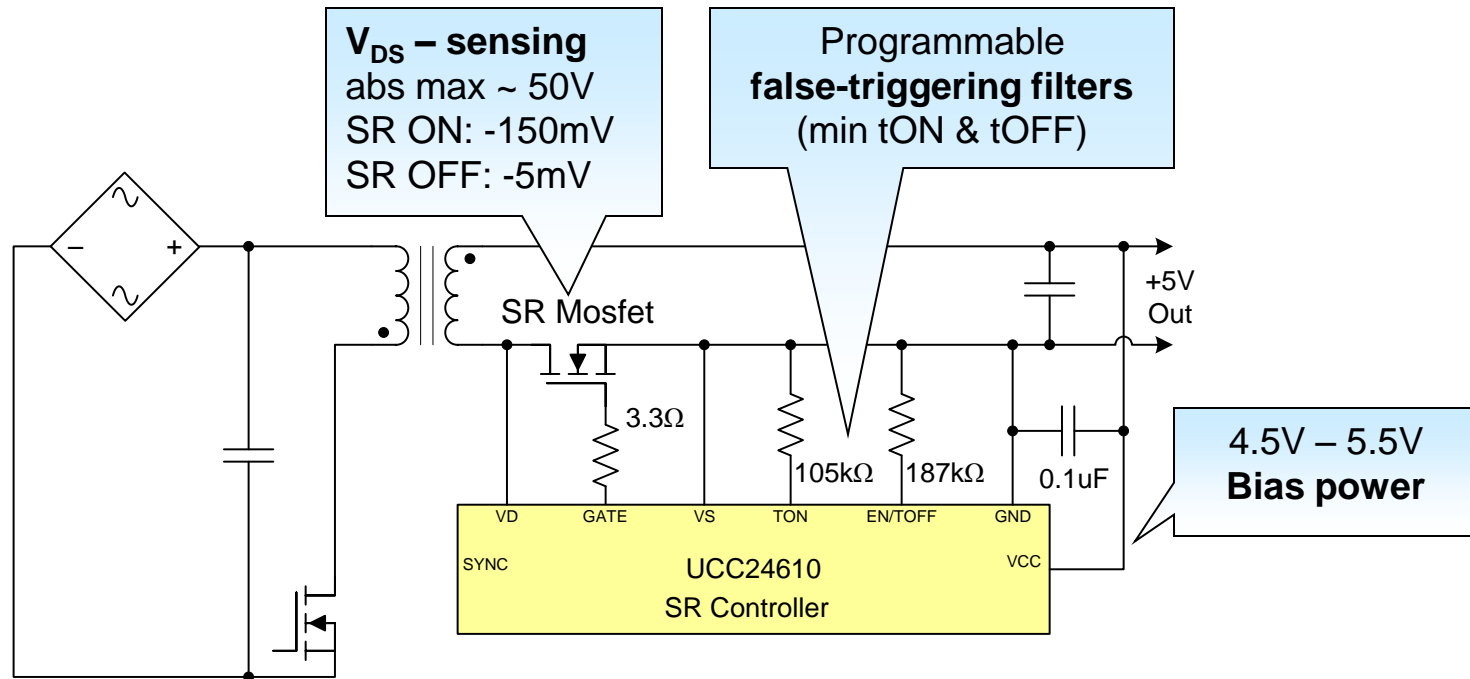 V_DS – sensing
abs max ~ 50V
SR ON: -150mV
SR OFF: -5mV
Programmable
false-triggering filters
(min tON & tOFF)
– +
SR Mosfet
+5V
Out
3.3Ω
105kΩ
187kΩ
0.1uF
4.5V – 5.5V
Bias power
VD
GATE
VS
TON
EN/TOFF
GND
SYNC
VCC
UCC24610
SR Controller